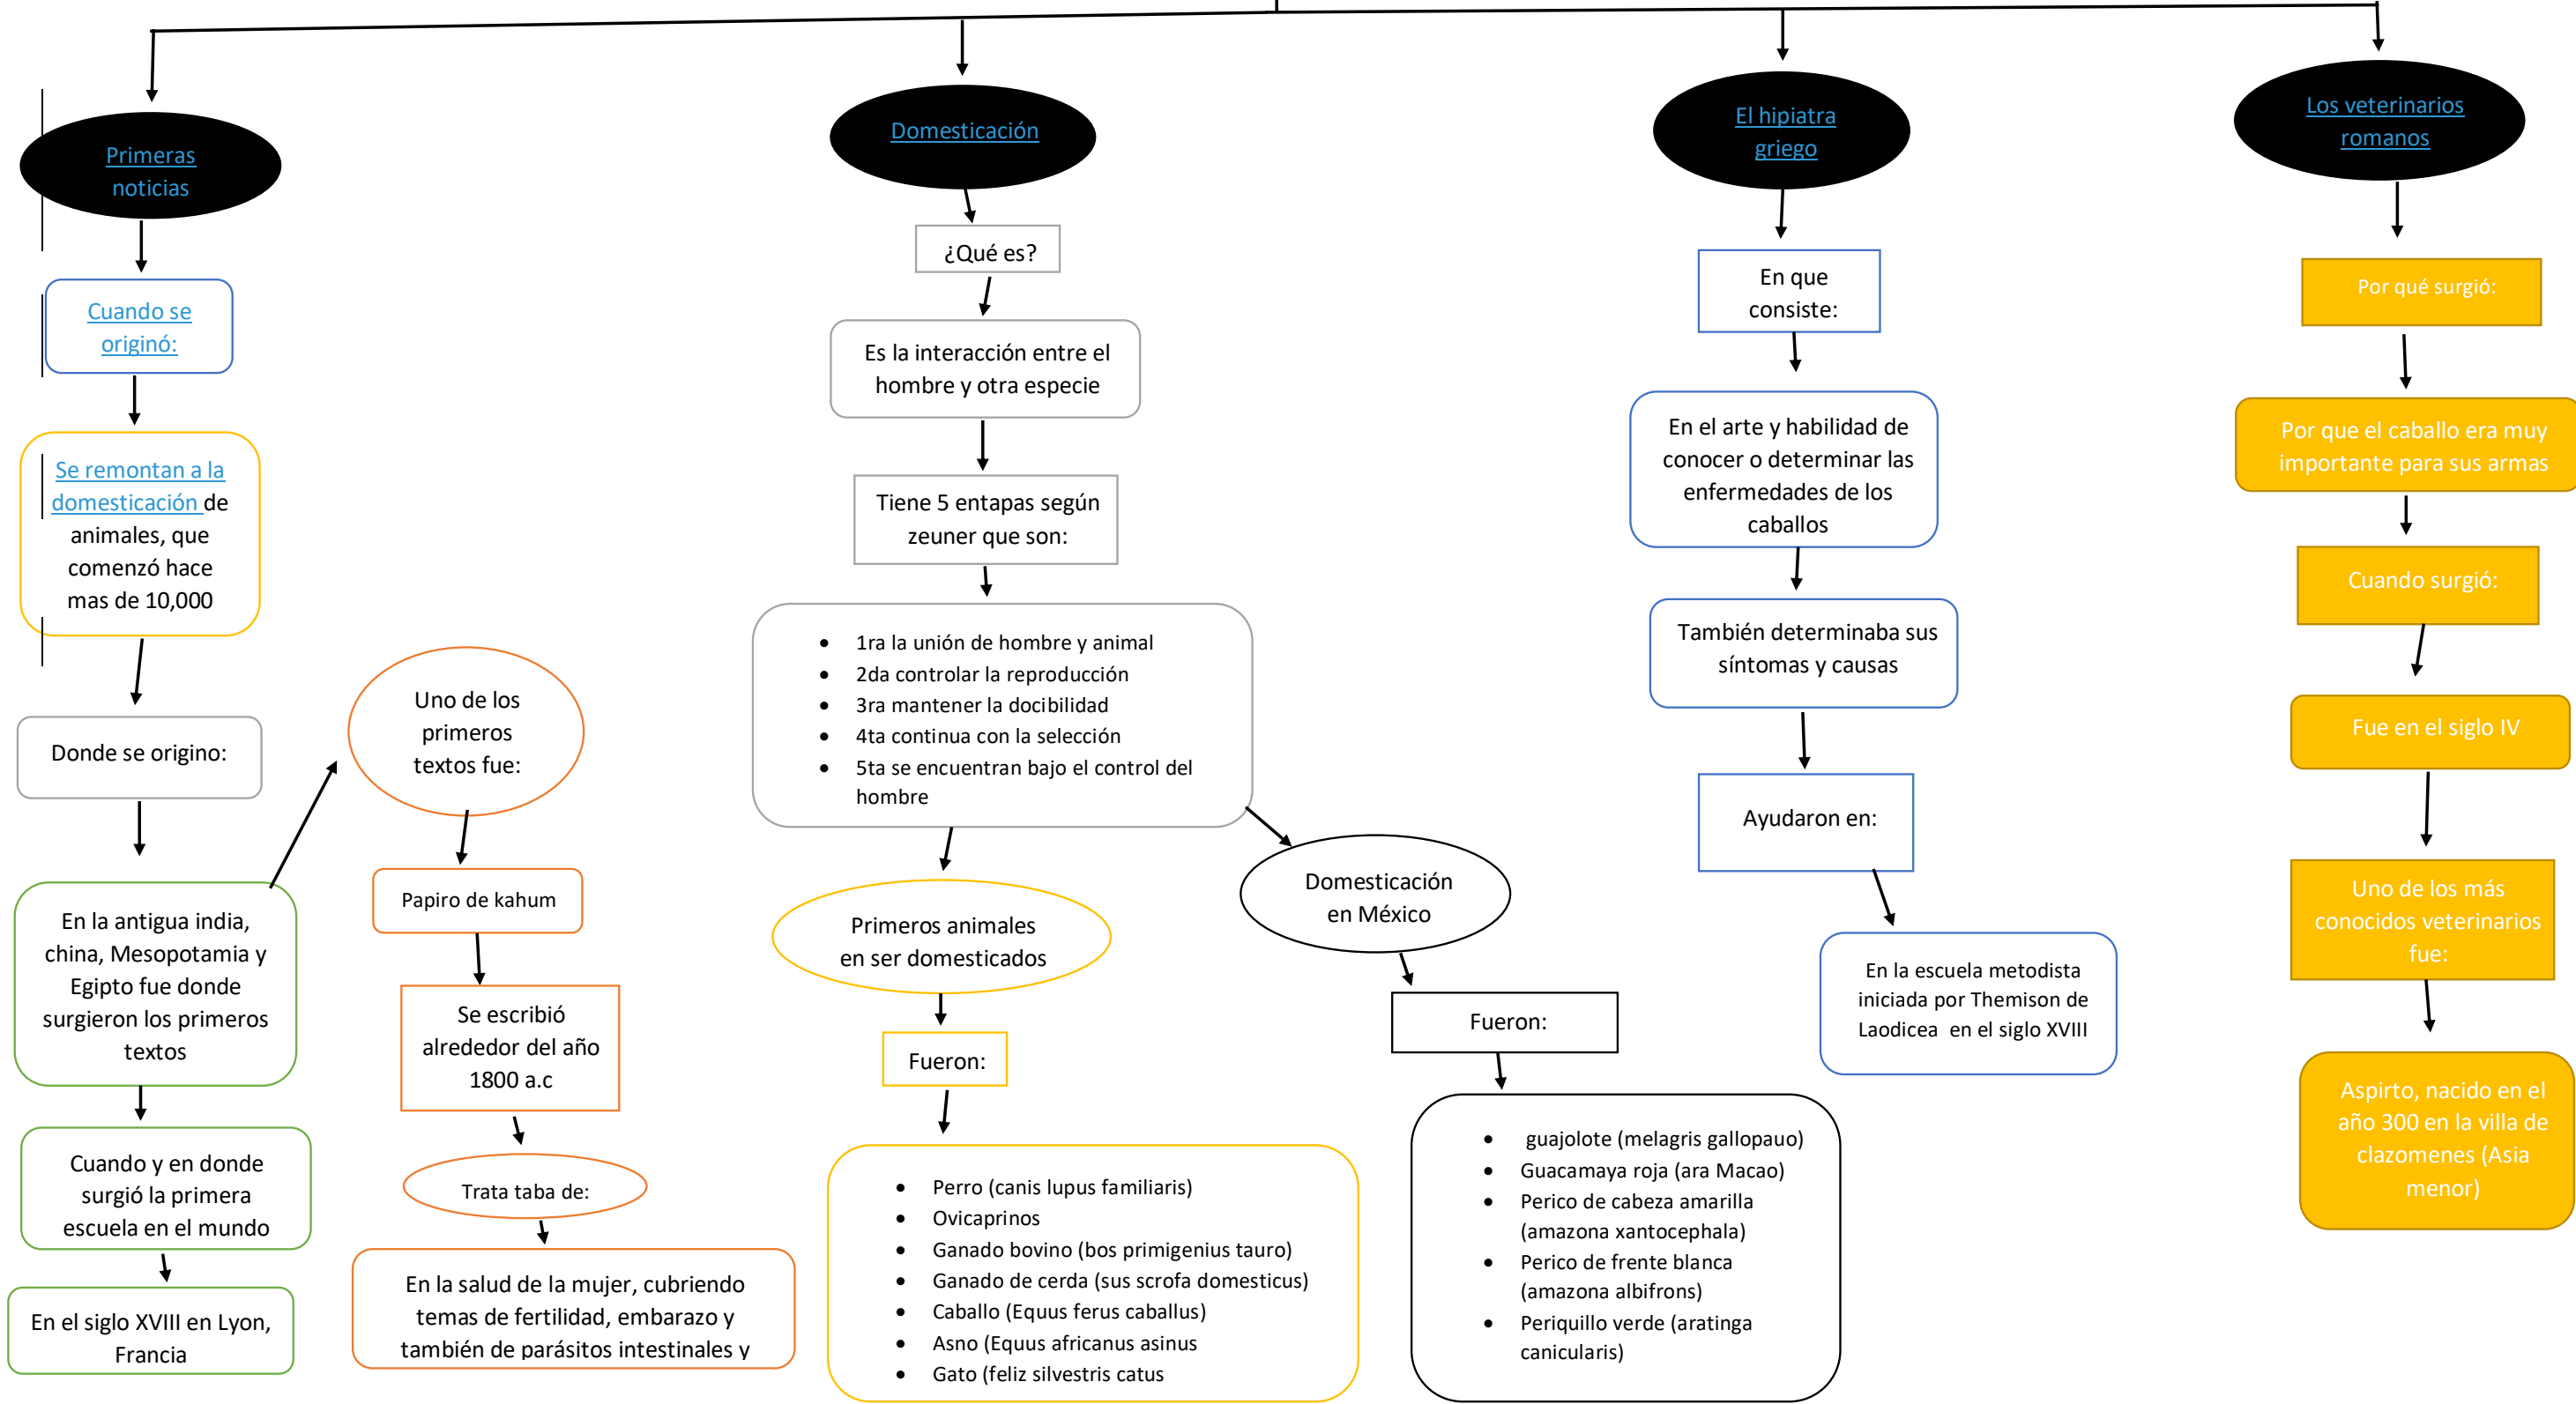 Primeras
noticias
Cuando se
originó:
Se remontan a la
domesticación de
animales, que
comenzó hace
mas de 10,000
Donde se origino:
En la antigua india,
china, Mesopotamia y
Egipto fue donde
surgieron los primeros
textos
Cuando y en donde
surgió la primera
escuela en el mundo
En el siglo XVIII en Lyon,
Francia
Uno de los
primeros
textos fue:
Papiro de kahum
Se escribió
alrededor del año
1800 a.c
Trata taba de:
En la salud de la mujer, cubriendo
temas de fertilidad, embarazo y
también de parásitos intestinales y
Domesticación
¿Qué es?
Es la interacción entre el
hombre y otra especie
Tiene 5 entapas según
zeuner que son:
• 1ra la unión de hombre y animal
• 2da controlar la reproducción
• 3ra mantener la docibilidad
• 4ta continua con la selección
• 5ta se encuentran bajo el control del
hombre
Primeros animales
en ser domesticados
Fueron:
• Perro (canis lupus familiaris)
• Ovicaprinos
• Ganado bovino (bos primigenius tauro)
• Ganado de cerda (sus scrofa domesticus)
• Caballo (Equus ferus caballus)
• Asno (Equus africanus asinus
• Gato (feliz silvestris catus
Domesticación
en México
Fueron:
• guajolote (melagris gallopauo)
• Guacamaya roja (ara Macao)
• Perico de cabeza amarilla
(amazona xantocephala)
• Perico de frente blanca
(amazona albifrons)
• Periquillo verde (aratinga
canicularis)
El hipiatra
griego
En que
consiste:
En el arte y habilidad de
conocer o determinar las
enfermedades de los
caballos
También determinaba sus
síntomas y causas
Ayudaron en:
En la escuela metodista
iniciada por Themison de
Laodicea en el siglo XVIII
Los veterinarios
romanos
Por qué surgió:
Por que el caballo era muy
importante para sus armas
Cuando surgió:
Fue en el siglo IV
Uno de los más
conocidos veterinarios
fue:
Aspirto, nacido en el
año 300 en la villa de
clazomenes (Asia
menor)